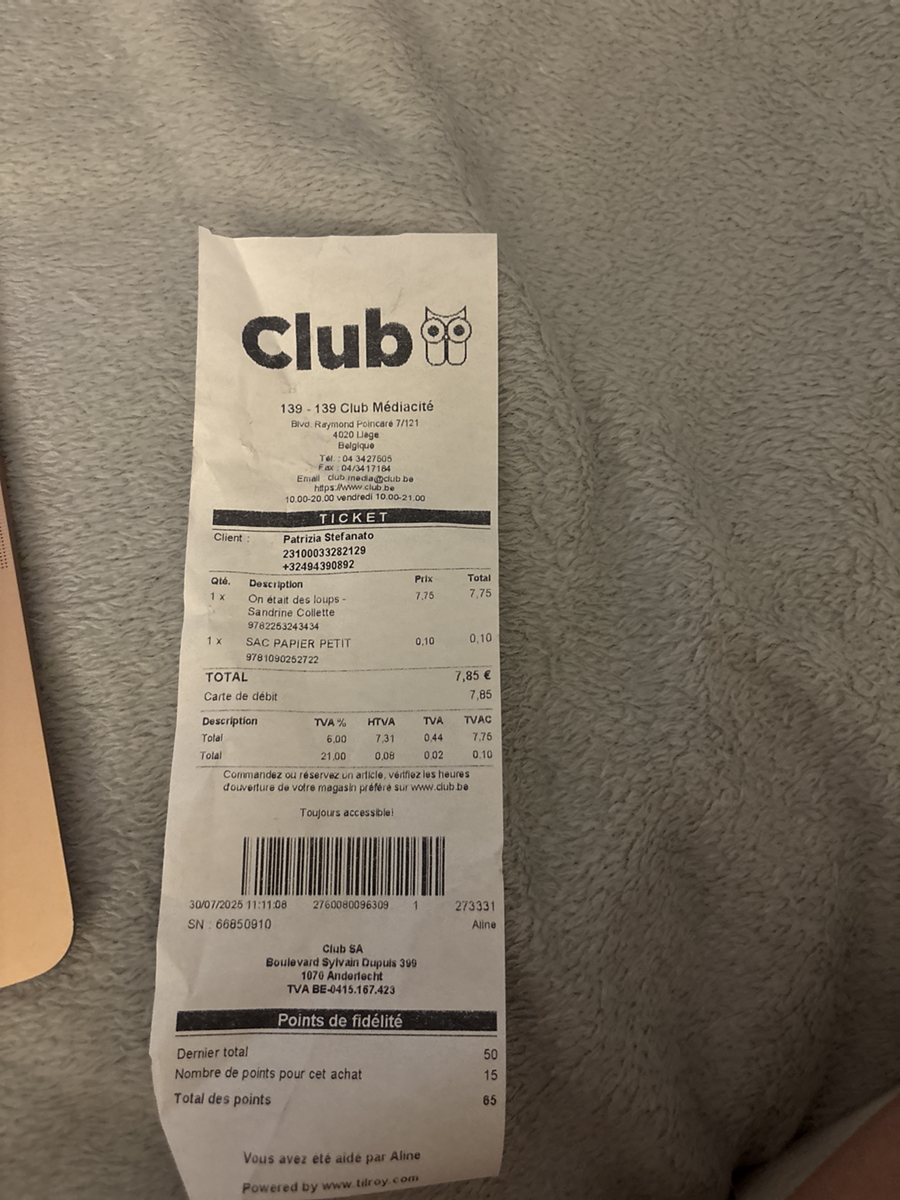 Club
139 - 139 Club Médiacité
Blvd. Raymond Poincaré 7/121
4020 Liège
Belgique
Tél. : 04 3427605
Fax : 04/3417184
Email : club.media@club.be
https://www.club.be
10.00-20.00 vendredi 10.00-21.00
TICKET
Client : Patrizia Stefanato
23100033282129
+32494390892
Qté. Description Prix Total
1 x On était des loups - 7,75 7,75
Sandrine Collette
9782253243434
1 x SAC PAPIER PETIT 0,10 0,10
9781090252722
TOTAL 7,85 €
Carte de débit 7,85
Description TVA % HTVA TVA TVAC
Total 6,00 7,31 0,44 7,75
Total 21,00 0,08 0,02 0,10
Commandez ou réservez un article, vérifiez les heures
d'ouverture de votre magasin préféré sur www.club.be
Toujours accessible!
30/07/2025 11:11:08 2760080096309 1 273331
SN : 66850910 Aline
Club SA
Boulevard Sylvain Dupuis 399
1070 Anderlecht
TVA BE-0415.167.423
Points de fidélité
Dernier total 50
Nombre de points pour cet achat 15
Total des points 65
Vous avez été aidé par Aline
Powered by www.tilroy.com